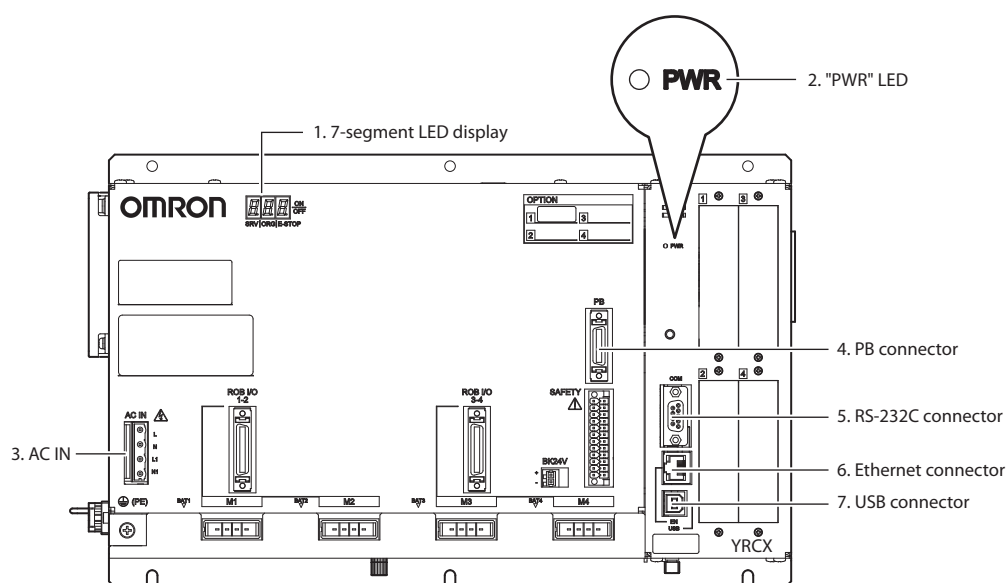 PWR
2. "PWR" LED
1. 7-segment LED display
OMRON
ON
OFF
SRV|ORG|E-STOP
OPTION
1 3
2 4
1 3
PWR
PB
4. PB connector
2 4
COM
ROB I/O
1-2
ROB I/O
3-4
SAFETY
5. RS-232C connector
AC IN
L
N
L1
N1
3. AC IN
BK24V
+
-
6. Ethernet connector
7. USB connector
(PE)
BAT1
M1
BAT2
M2
BAT3
M3
BAT4
M4
EN
USB
YRCX